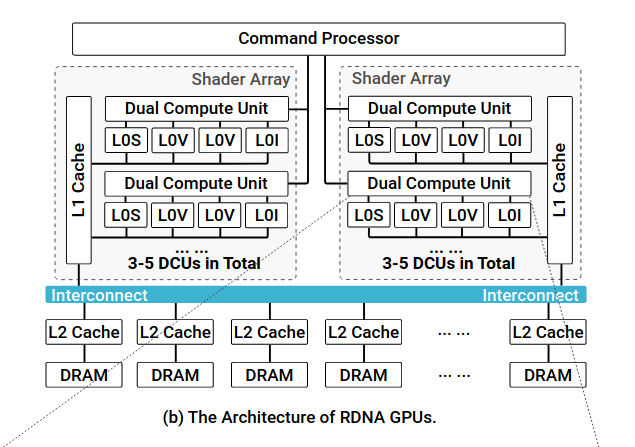 Command Processor
Shader Array
Shader Array
L1 Cache
Dual Compute Unit
L0S L0V L0V L0I
Dual Compute Unit
L0S L0V L0V L0I
... ...
3-5 DCUs in Total
Dual Compute Unit
L0S L0V L0V L0I
Dual Compute Unit
L0S L0V L0V L0I
... ...
3-5 DCUs in Total
L1 Cache
Interconnect Interconnect
L2 Cache L2 Cache L2 Cache L2 Cache ... ... L2 Cache
DRAM DRAM DRAM DRAM ... ... DRAM
(b) The Architecture of RDNA GPUs.